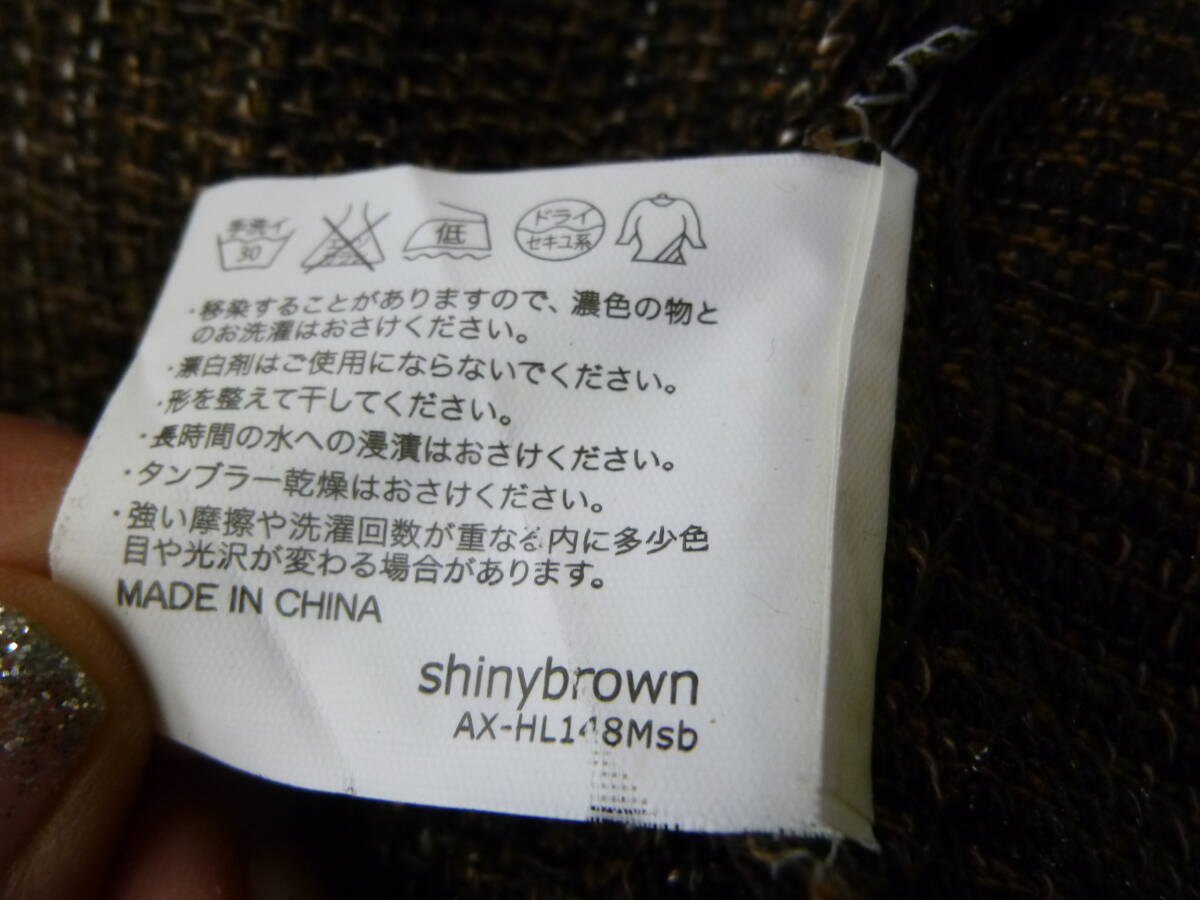 手洗イ
30
低
ドライ
セキユ系
・移染することがありますので、濃色の物と
のお洗濯はおさけください。
・漂白剤はご使用にならないでください。
・形を整えて干してください。
・長時間の水への浸漬はおさけください。
・タンブラー乾燥はおさけください。
・強い摩擦や洗濯回数が重なる内に多少色
目や光沢が変わる場合があります。
MADE IN CHINA
shinybrown
AX-HL148Msb